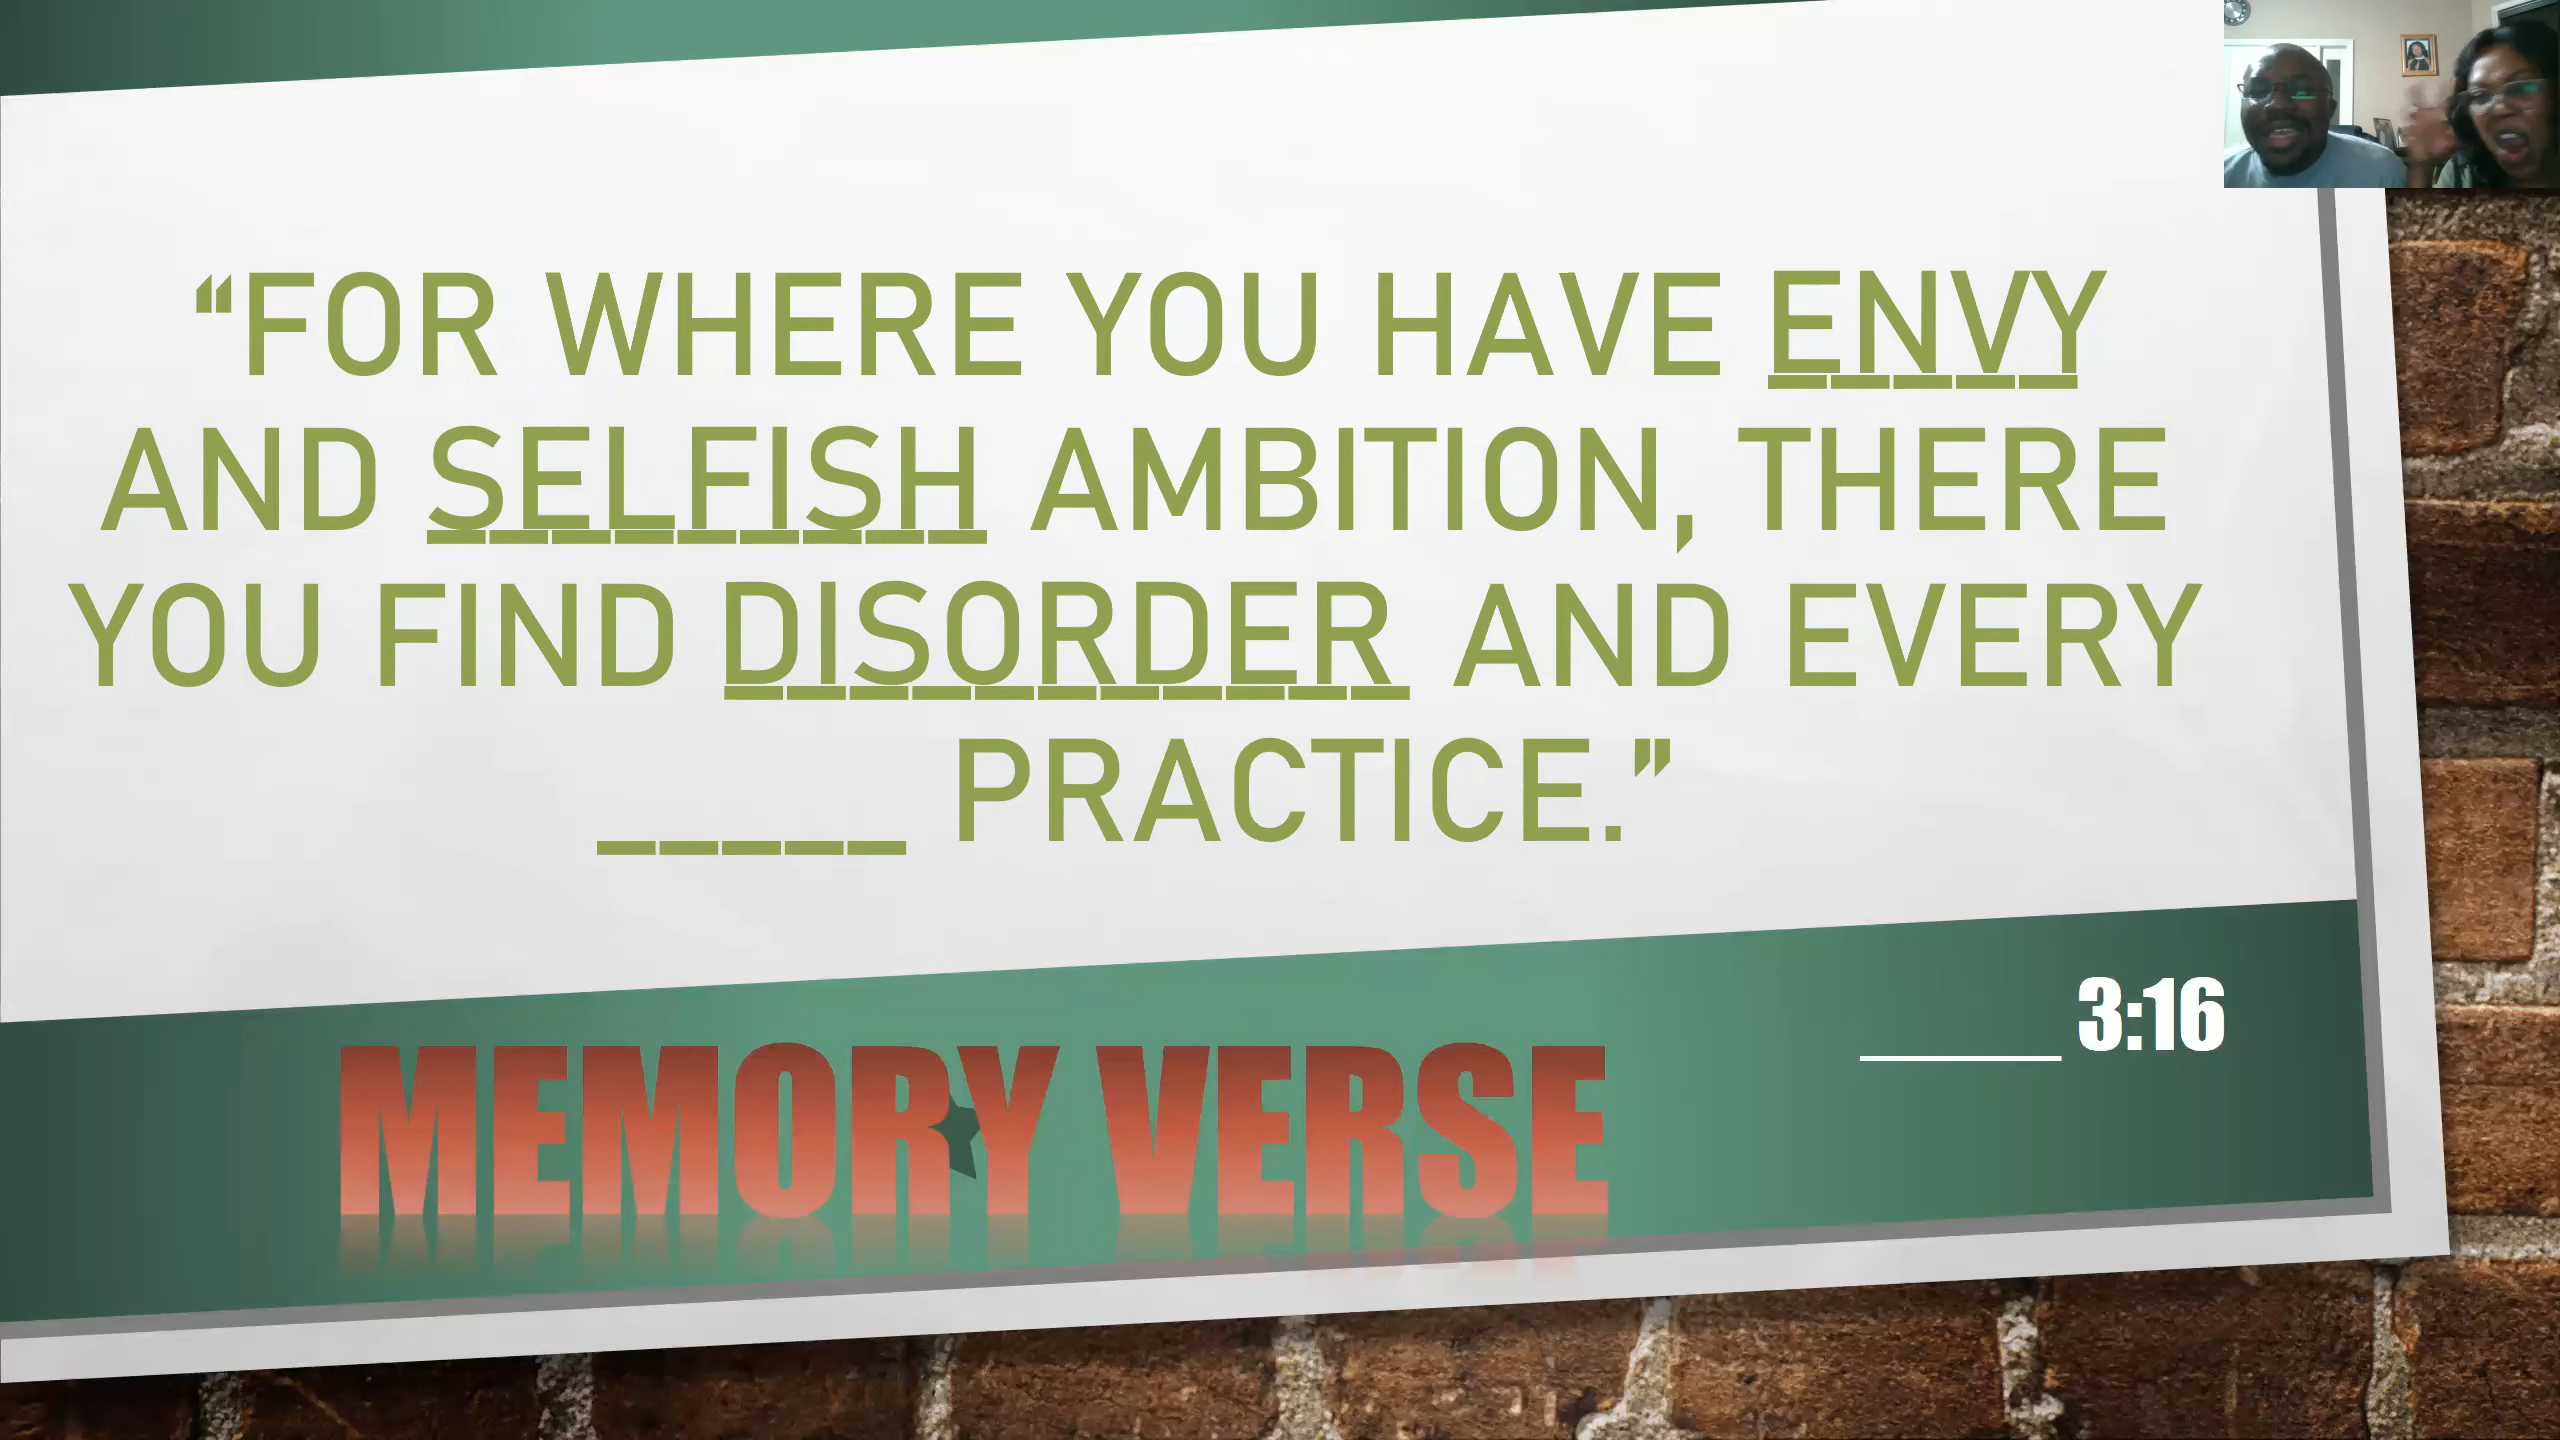 “FOR WHERE YOU HAVE ENVY
AND SELFISH AMBITION, THERE
YOU FIND DISORDER AND EVERY
_____ PRACTICE.”
_____ 3:16
MEMORY VERSE